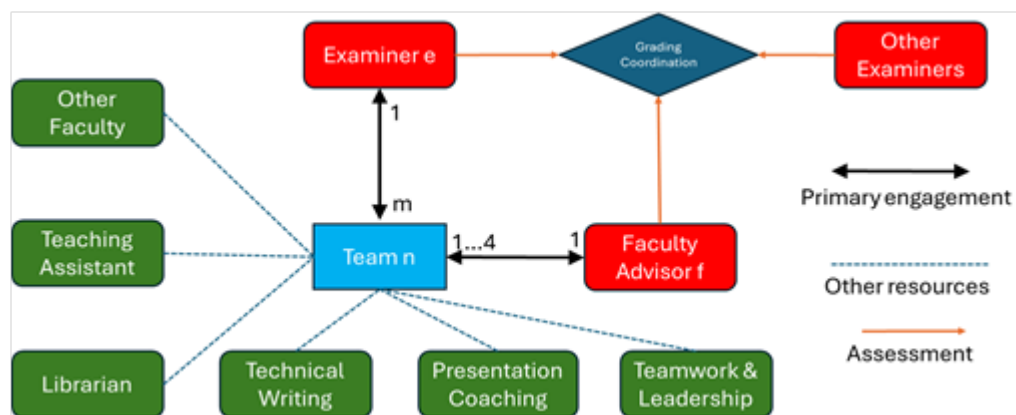 Examiner e
Grading
Coordination
Other
Examiners
Other
Faculty
1
m
Primary engagement
Teaching
Assistant
Team n
1...4
1
Faculty
Advisor f
Other resources
Assessment
Librarian
Technical
Writing
Presentation
Coaching
Teamwork &
Leadership